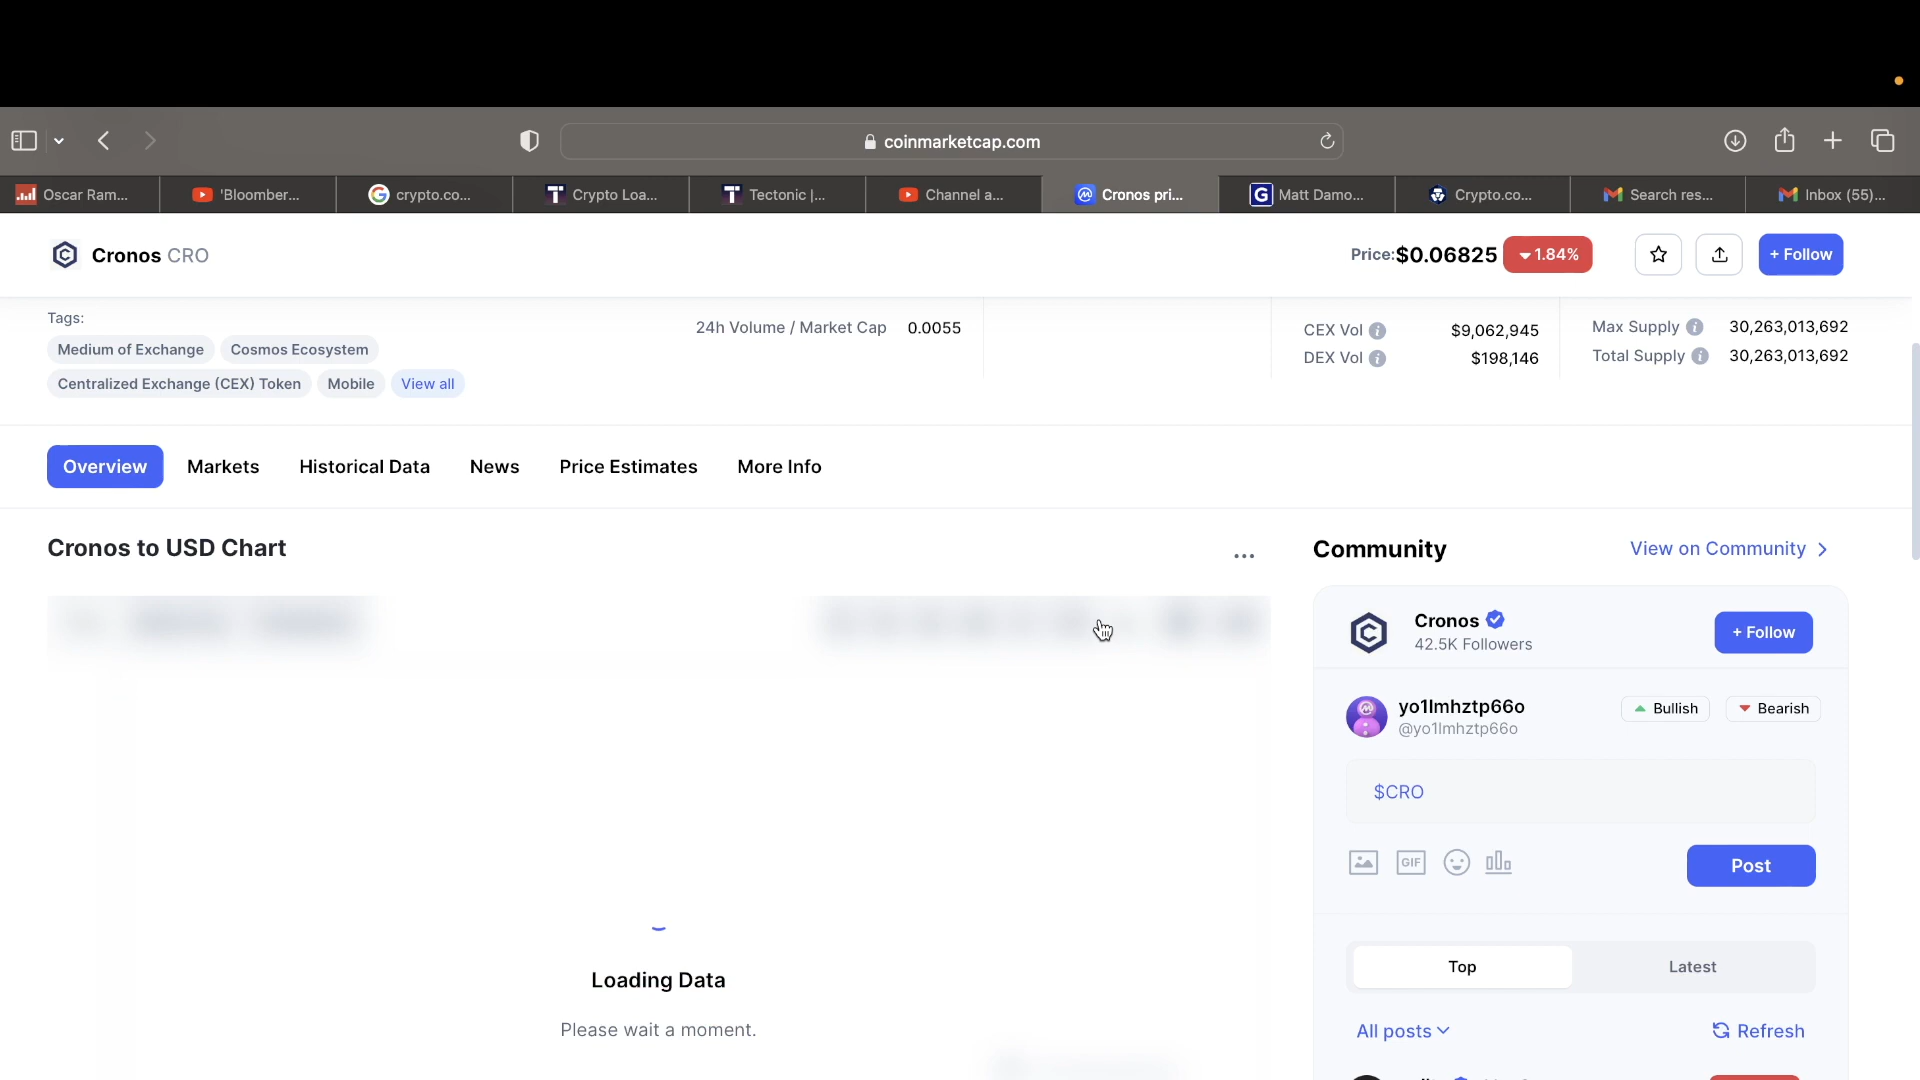 coinmarketcap.com
Oscar Ram...
'Bloomber...
crypto.co...
Crypto Loa...
Tectonic |...
Channel a...
Cronos pri...
Matt Damo...
Crypto.co...
Search res...
Inbox (55)...
Cronos CRO
Price:$0.06825 1.84%
+ Follow
Tags:
Medium of Exchange
Cosmos Ecosystem
Centralized Exchange (CEX) Token
Mobile
View all
24h Volume / Market Cap 0.0055
CEX Vol $9,062,945
DEX Vol $198,146
Max Supply 30,263,013,692
Total Supply 30,263,013,692
Overview
Markets
Historical Data
News
Price Estimates
More Info
Cronos to USD Chart
...
Loading Data
Please wait a moment.
Community
View on Community
Cronos
42.5K Followers
+ Follow
yo1lmhztp66o
@yo1lmhztp66o
Bullish
Bearish
$CRO
GIF
Post
Top
Latest
All posts
Refresh